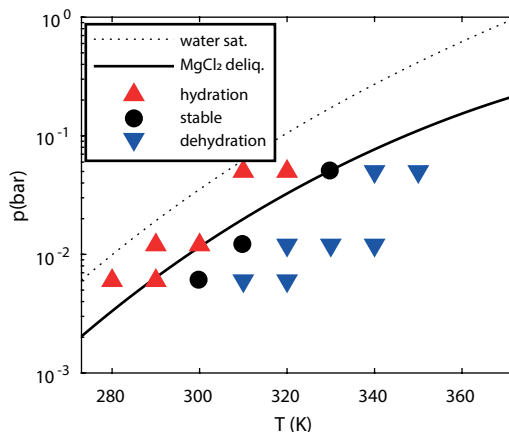 water sat.
MgCl₂ deliq.
hydration
stable
dehydration
10⁰
10⁻¹
10⁻²
10⁻³
p(bar)
280 300 320 340 360
T (K)